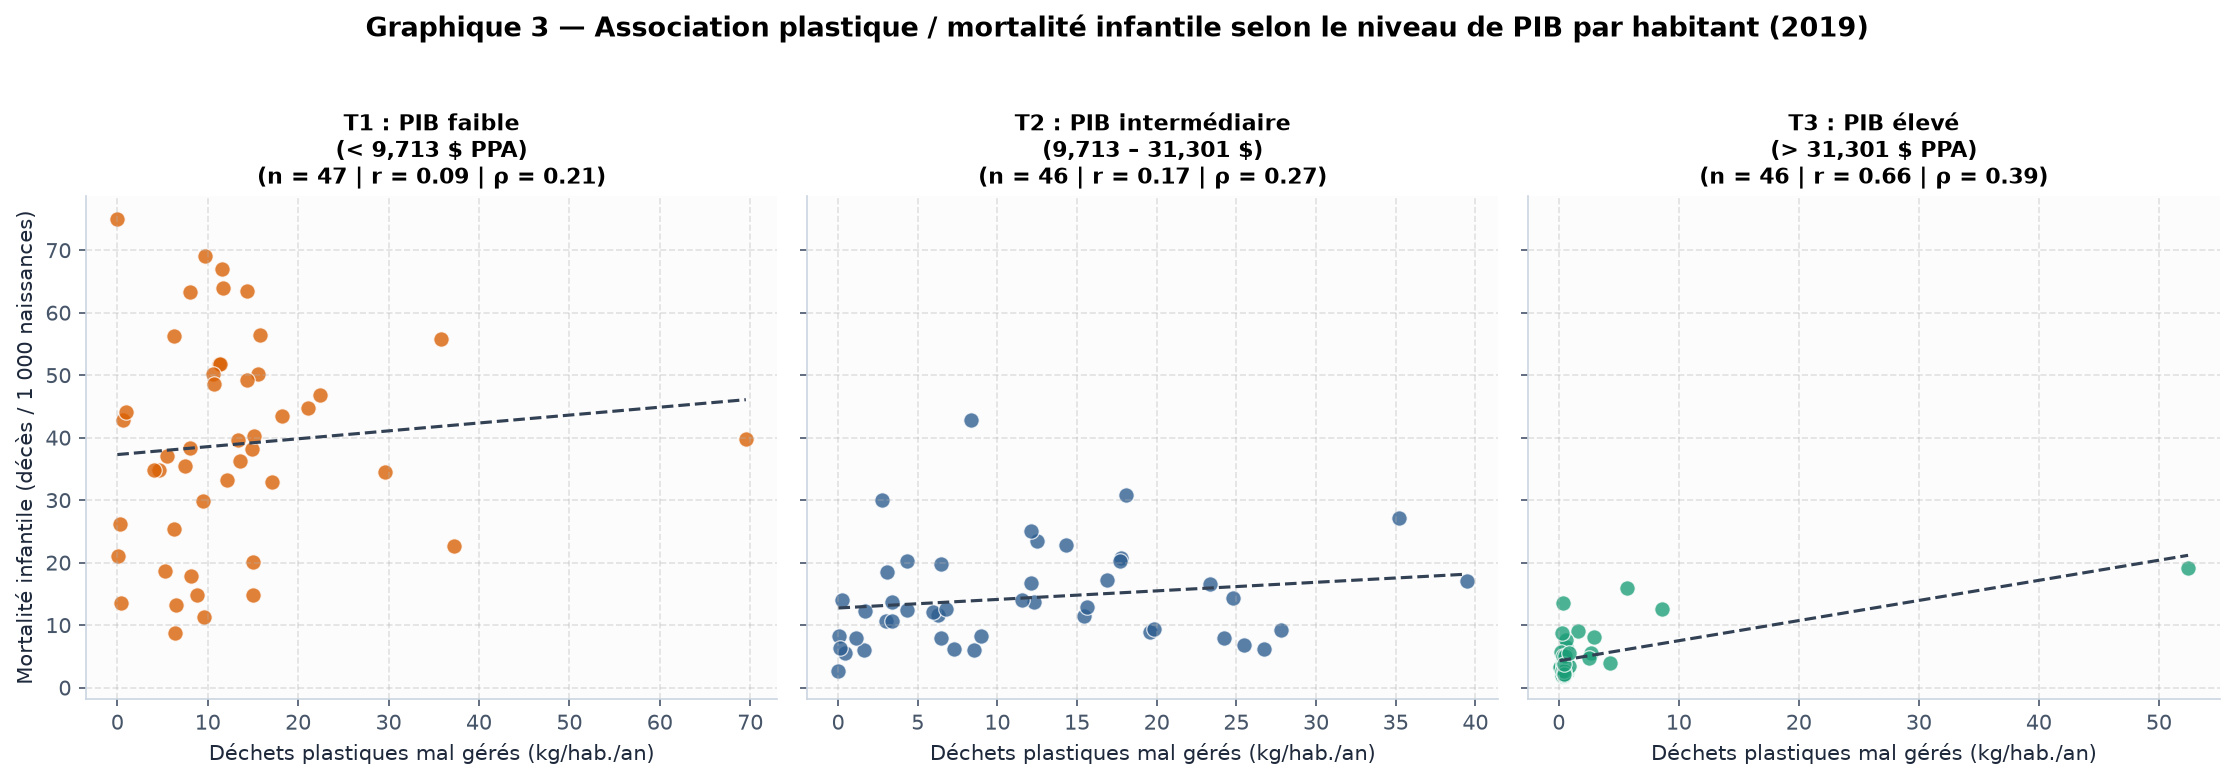 Graphique 3 — Association plastique / mortalité infantile selon le niveau de PIB par habitant (2019)
T1 : PIB faible
(< 9,713 $ PPA)
(n = 47 | r = 0.09 | ρ = 0.21)
T2 : PIB intermédiaire
(9,713 – 31,301 $)
(n = 46 | r = 0.17 | ρ = 0.27)
T3 : PIB élevé
(> 31,301 $ PPA)
(n = 46 | r = 0.66 | ρ = 0.39)
Mortalité infantile (décès / 1 000 naissances)
70
60
50
40
30
20
10
0
0 10 20 30 40 50 60 70
Déchets plastiques mal gérés (kg/hab./an)
0 5 10 15 20 25 30 35 40
Déchets plastiques mal gérés (kg/hab./an)
0 10 20 30 40 50
Déchets plastiques mal gérés (kg/hab./an)